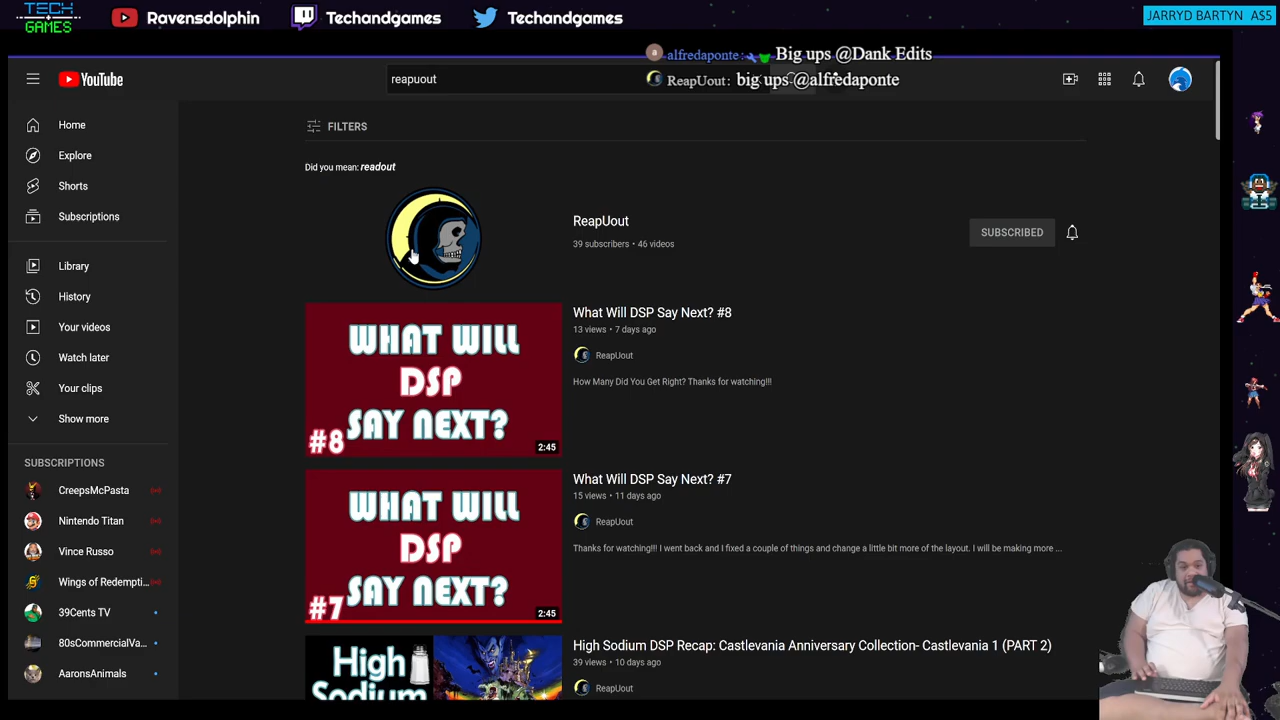 TECH
GAMES
Ravensdolphin
Techandgames
Techandgames
JARRYD BARTYN A$5
alfredaponte: Big ups @Dank Edits
ReapUout: big ups @alfredaponte
YouTube
reapuout
Home
Explore
Shorts
Subscriptions
Library
History
Your videos
Watch later
Your clips
Show more
SUBSCRIPTIONS
CreepsMcPasta
Nintendo Titan
Vince Russo
Wings of Redempti...
39Cents TV
80sCommercialVa...
AaronsAnimals
FILTERS
Did you mean: readout
ReapUout
39 subscribers • 46 videos
SUBSCRIBED
WHAT WILL
DSP
SAY NEXT?
#8
2:45
What Will DSP Say Next? #8
13 views • 7 days ago
ReapUout
How Many Did You Get Right? Thanks for watching!!!
WHAT WILL
DSP
SAY NEXT?
#7
2:45
What Will DSP Say Next? #7
15 views • 11 days ago
ReapUout
Thanks for watching!!! I went back and I fixed a couple of things and change a little bit more of the layout. I will be making more ...
High
Sodium
High Sodium DSP Recap: Castlevania Anniversary Collection- Castlevania 1 (PART 2)
39 views • 10 days ago
ReapUout